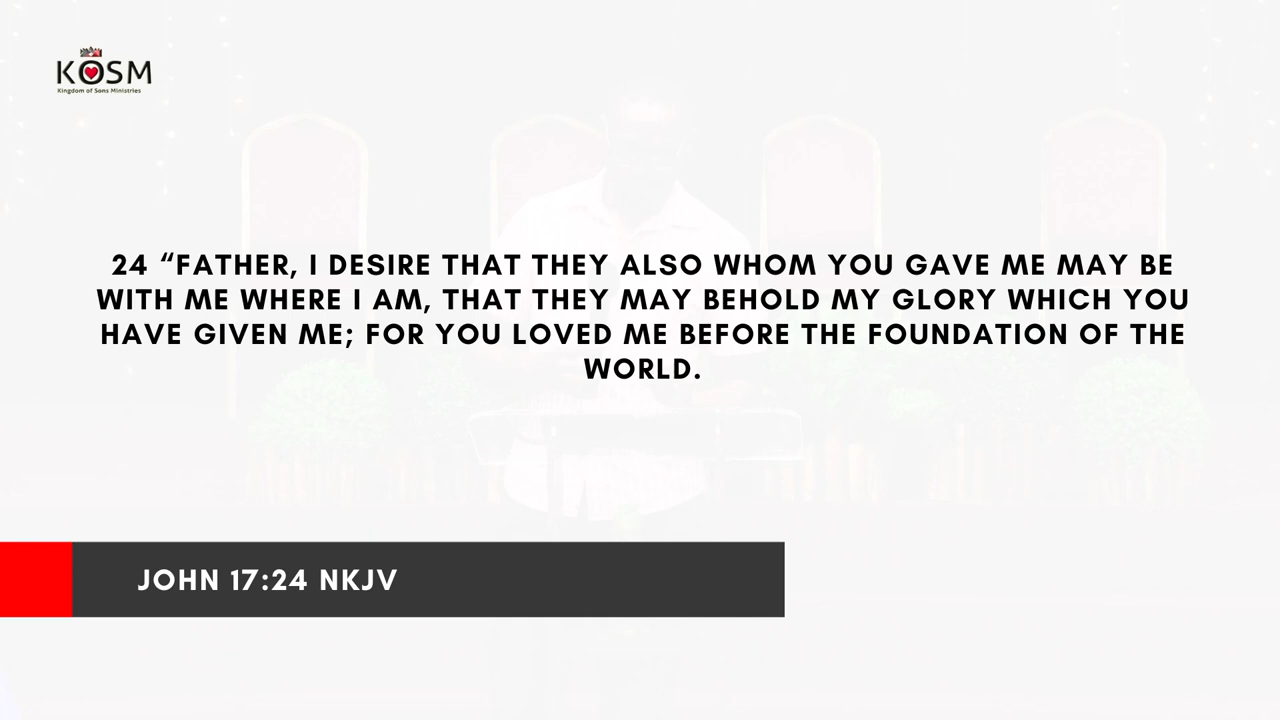 KOSM
Kingdom of Sons Ministries
24 “FATHER, I DESIRE THAT THEY ALSO WHOM YOU GAVE ME MAY BE
WITH ME WHERE I AM, THAT THEY MAY BEHOLD MY GLORY WHICH YOU
HAVE GIVEN ME; FOR YOU LOVED ME BEFORE THE FOUNDATION OF THE
WORLD.
JOHN 17:24 NKJV